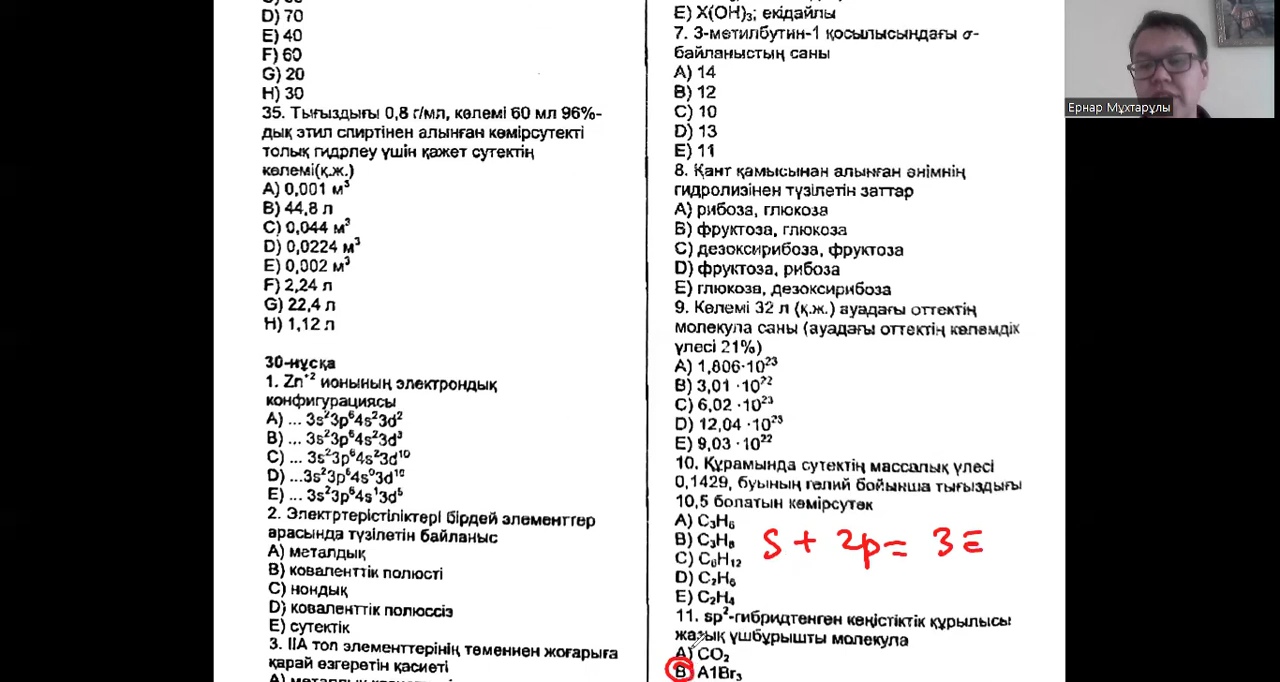 D) 70
E) 40
F) 60
G) 20
H) 30
35. Тығыздығы 0,8 г/мл, көлемі 60 мл 96%-
дық этил спиртінен алынған көмірсутекті
толық гидрлеу үшін қажет сутектің
көлемі(қ.ж.)
A) 0,001 м³
B) 44,8 л
C) 0,044 м³
D) 0,0224 м³
E) 0,002 м³
F) 2,24 л
G) 22,4 л
H) 1,12 л
30-нұсқа
1. Zn⁺² ионының электрондық
конфигурациясы
A) ... 3s²3p⁶4s²3d²
B) ... 3s²3p⁶4s²3d³
C) ... 3s²3p⁶4s²3d¹⁰
D) ...3s²3p⁶4s⁰3d¹⁰
E) ... 3s²3p⁶4s¹3d⁵
2. Электртерістіліктері бірдей элементтер
арасында түзілетін байланыс
A) металдық
B) коваленттік полюсті
C) иондық
D) коваленттік полюссіз
E) сутектік
3. IIA топ элементтерінің төменнен жоғарыға
қарай өзгеретін қасиеті
E) X(OH)₃; екідайлы
7. 3-метилбутин-1 қосылысындағы σ-
байланыстың саны
A) 14
B) 12
C) 10
D) 13
E) 11
8. Қант қамысынан алынған өнімнің
гидролизінен түзілетін заттар
A) рибоза, глюкоза
B) фруктоза, глюкоза
C) дезоксирибоза, фруктоза
D) фруктоза, рибоза
E) глюкоза, дезоксирибоза
9. Көлемі 32 л (қ.ж.) ауадағы оттектің
молекула саны (ауадағы оттектің көлемдік
үлесі 21%)
A) 1,806·10²³
B) 3,01 ·10²²
C) 6,02 ·10²³
D) 12,04 ·10²³
E) 9,03 ·10²²
10. Құрамында сутектің массалық үлесі
0,1429, буының гелий бойынша тығыздығы
10,5 болатын көмірсутек
A) C₃H₆
B) C₃H₈
C) C₆H₁₂
D) C₂H₆
E) C₂H₄
S + 2p = 3E
11. sp²-гибридтенген кеңістіктік құрылысы
жазық үшбұрышты молекула
A) CO₂
B) A1Br₃
Ернар Мұхтарұлы